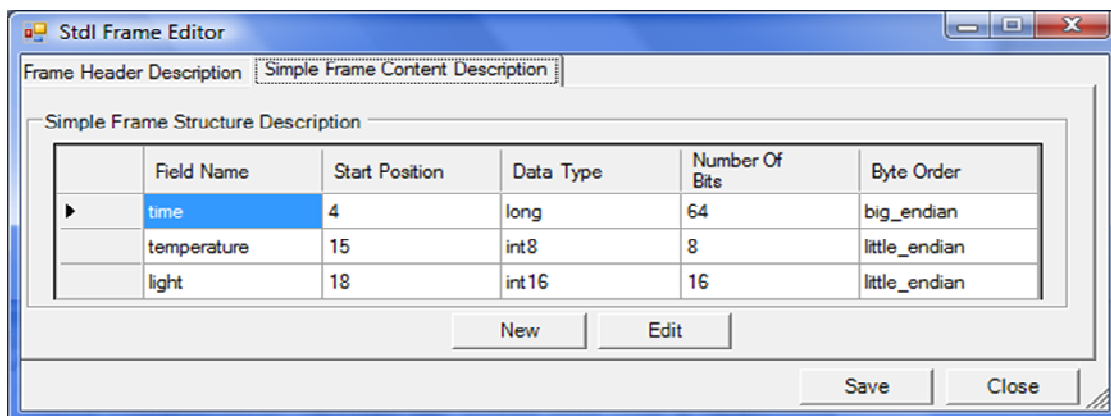 Stdl Frame Editor
Frame Header Description Simple Frame Content Description
Simple Frame Structure Description
Field Name Start Position Data Type Number Of Bits Byte Order
time 4 long 64 big_endian
temperature 15 int8 8 little_endian
light 18 int16 16 little_endian
New Edit
Save Close